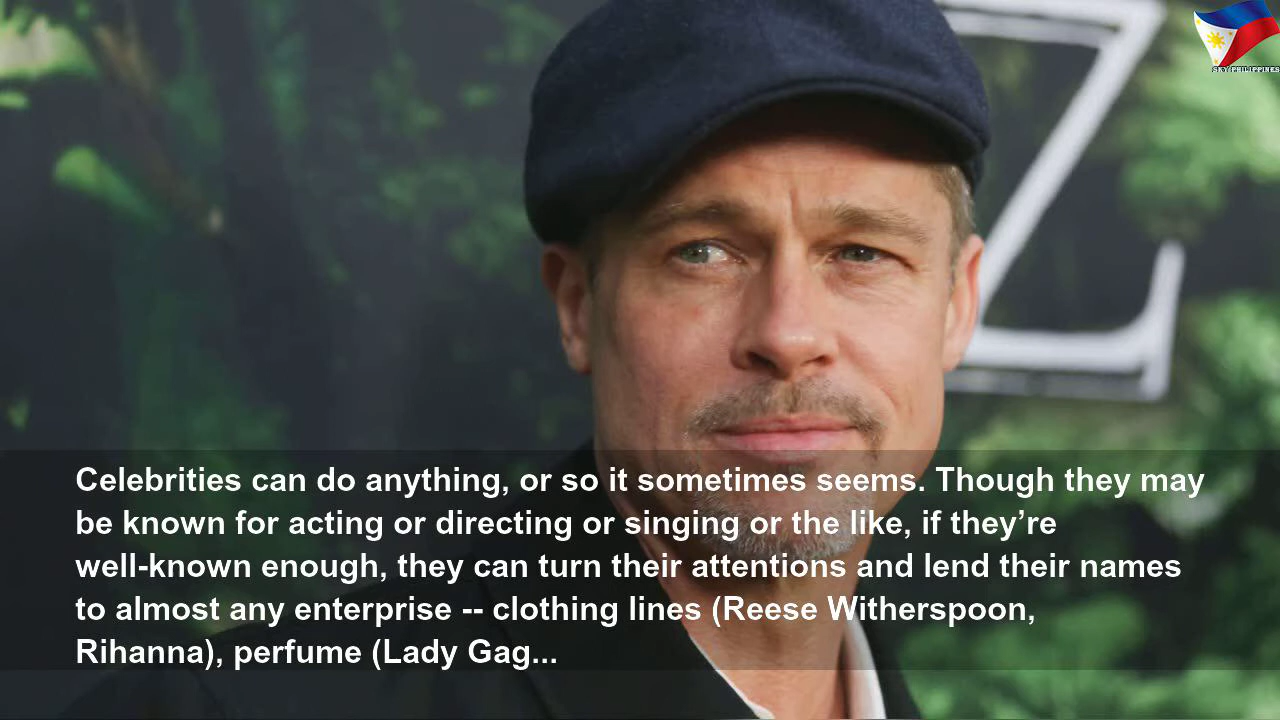 Z
SKY PHILIPPINES
Celebrities can do anything, or so it sometimes seems. Though they may
be known for acting or directing or singing or the like, if they’re
well-known enough, they can turn their attentions and lend their names
to almost any enterprise -- clothing lines (Reese Witherspoon,
Rihanna), perfume (Lady Gag...